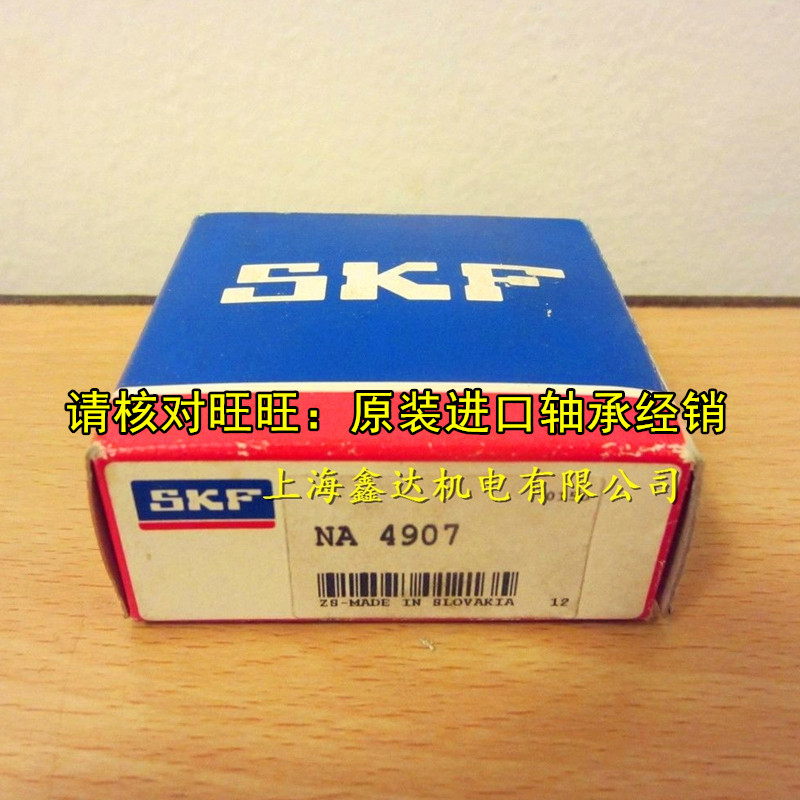 SKF
请核对旺旺：原装进口轴承经销
SKF
上海鑫达机电有限公司
NA 4907
ZS-MADE IN SLOVAKIA 12